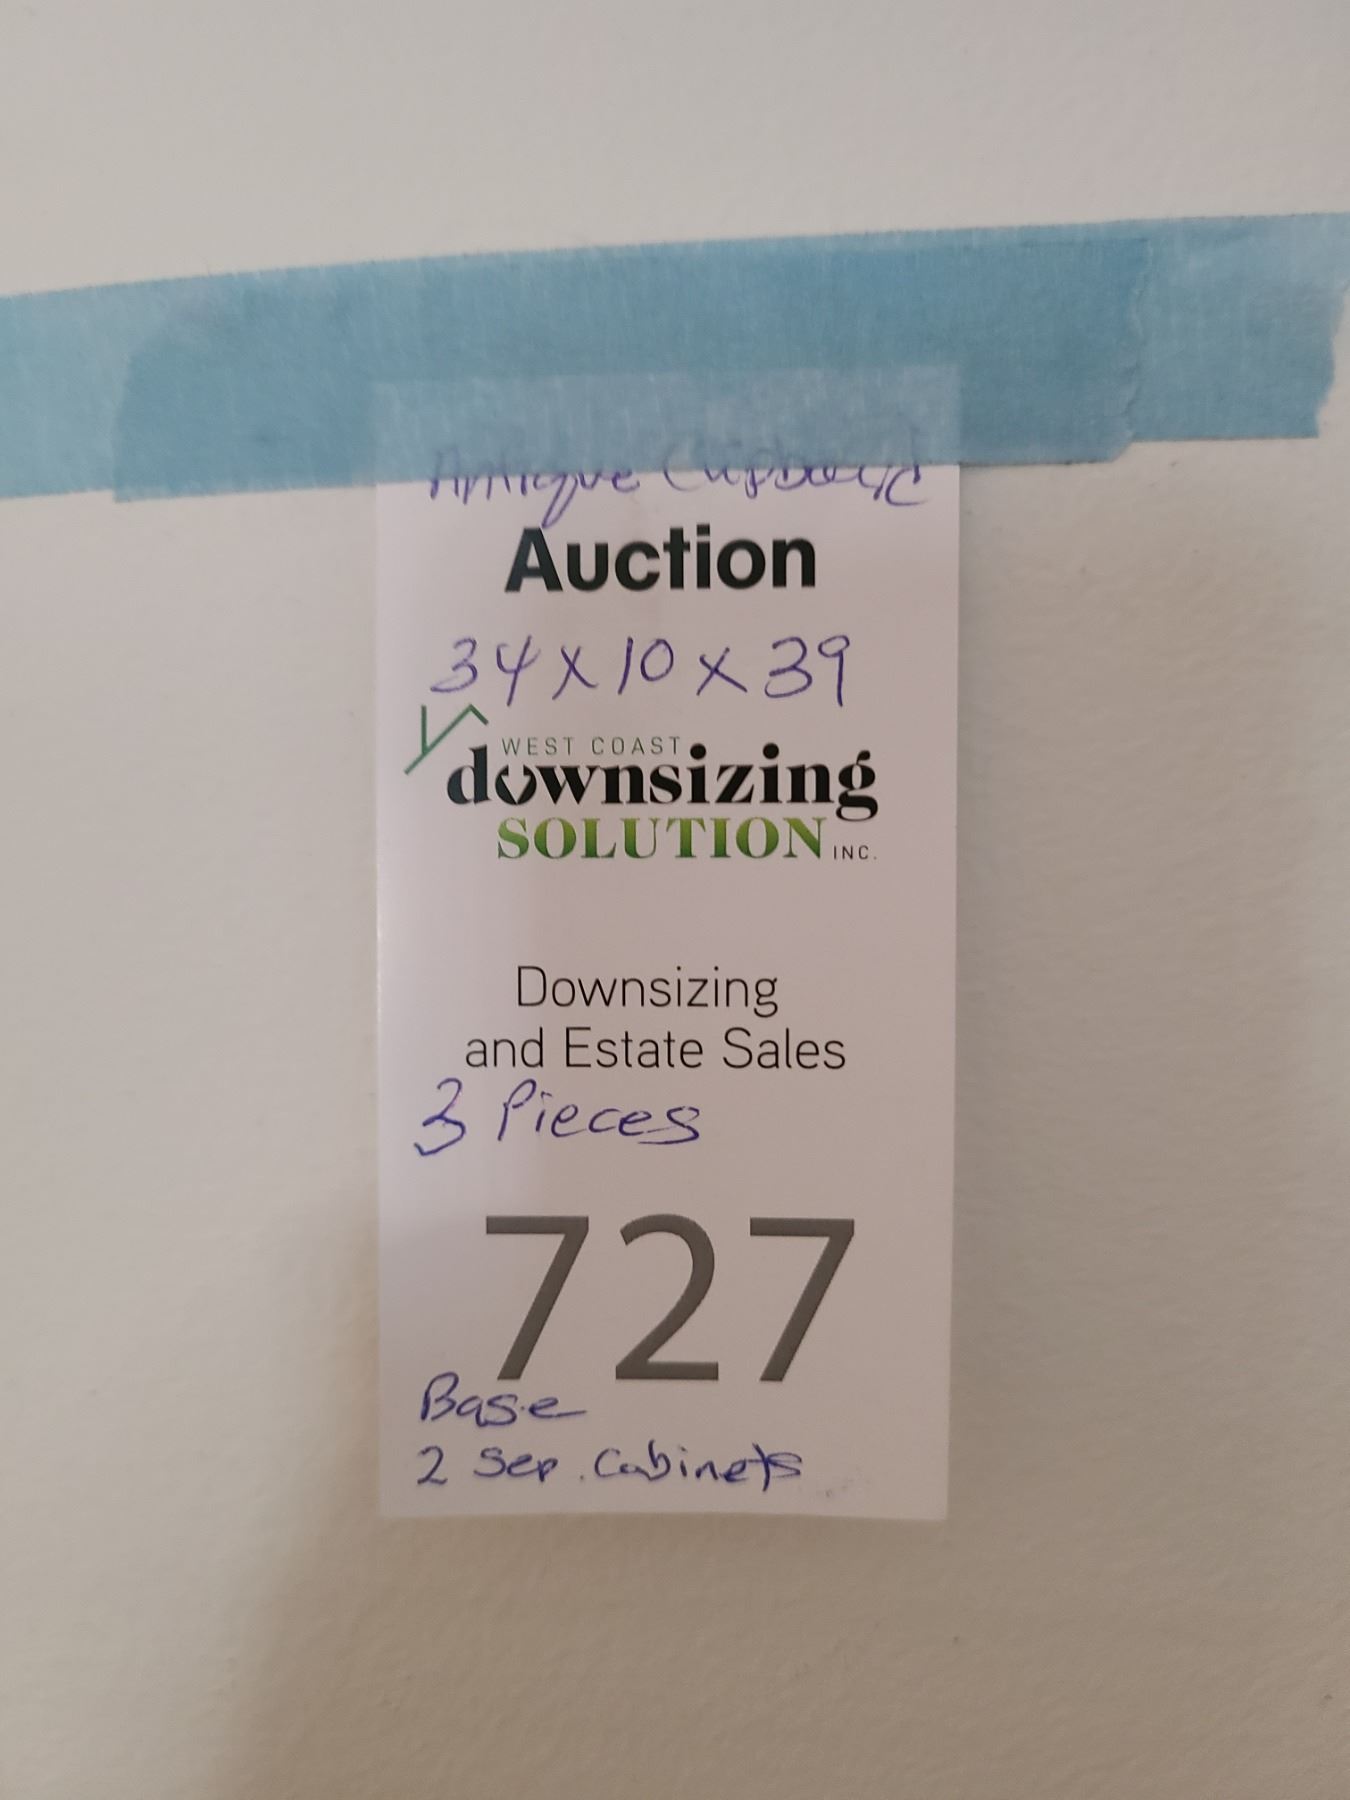 Antique Cupboard
Auction
34 x 10 x 39
WEST COAST
downsizing
SOLUTION INC.
Downsizing
and Estate Sales
3 Pieces
727
Base
2 Sep. Cabinets